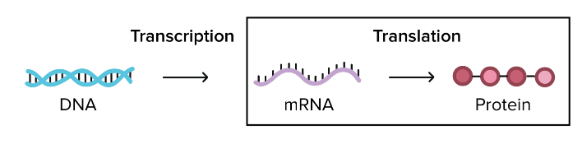 Transcription
Translation
DNA
mRNA
Protein